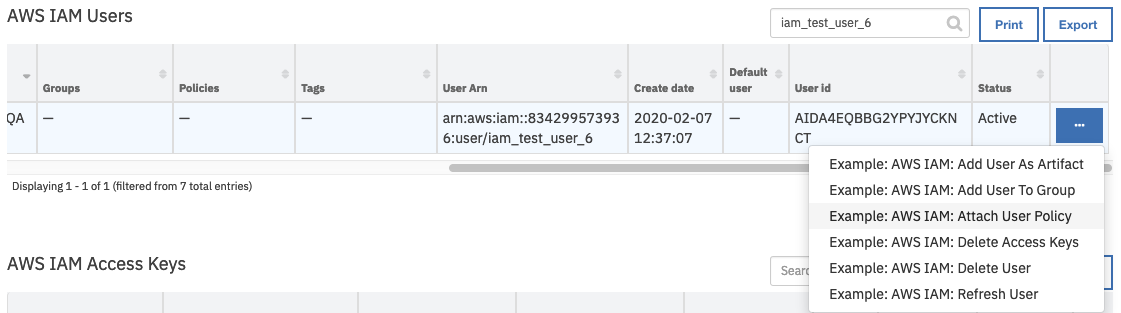 AWS IAM Users
iam_test_user_6
Print
Export
Groups
Policies
Tags
User Arn
Create date
Default
user
User id
Status
QA
—
—
—
arn:aws:iam::83429957393
6:user/iam_test_user_6
2020-02-07
12:37:07
—
AIDA4EQBBG2YPYJYCKN
CT
Active
...
Displaying 1 - 1 of 1 (filtered from 7 total entries)
Example: AWS IAM: Add User As Artifact
Example: AWS IAM: Add User To Group
Example: AWS IAM: Attach User Policy
Example: AWS IAM: Delete Access Keys
Example: AWS IAM: Delete User
Example: AWS IAM: Refresh User
AWS IAM Access Keys